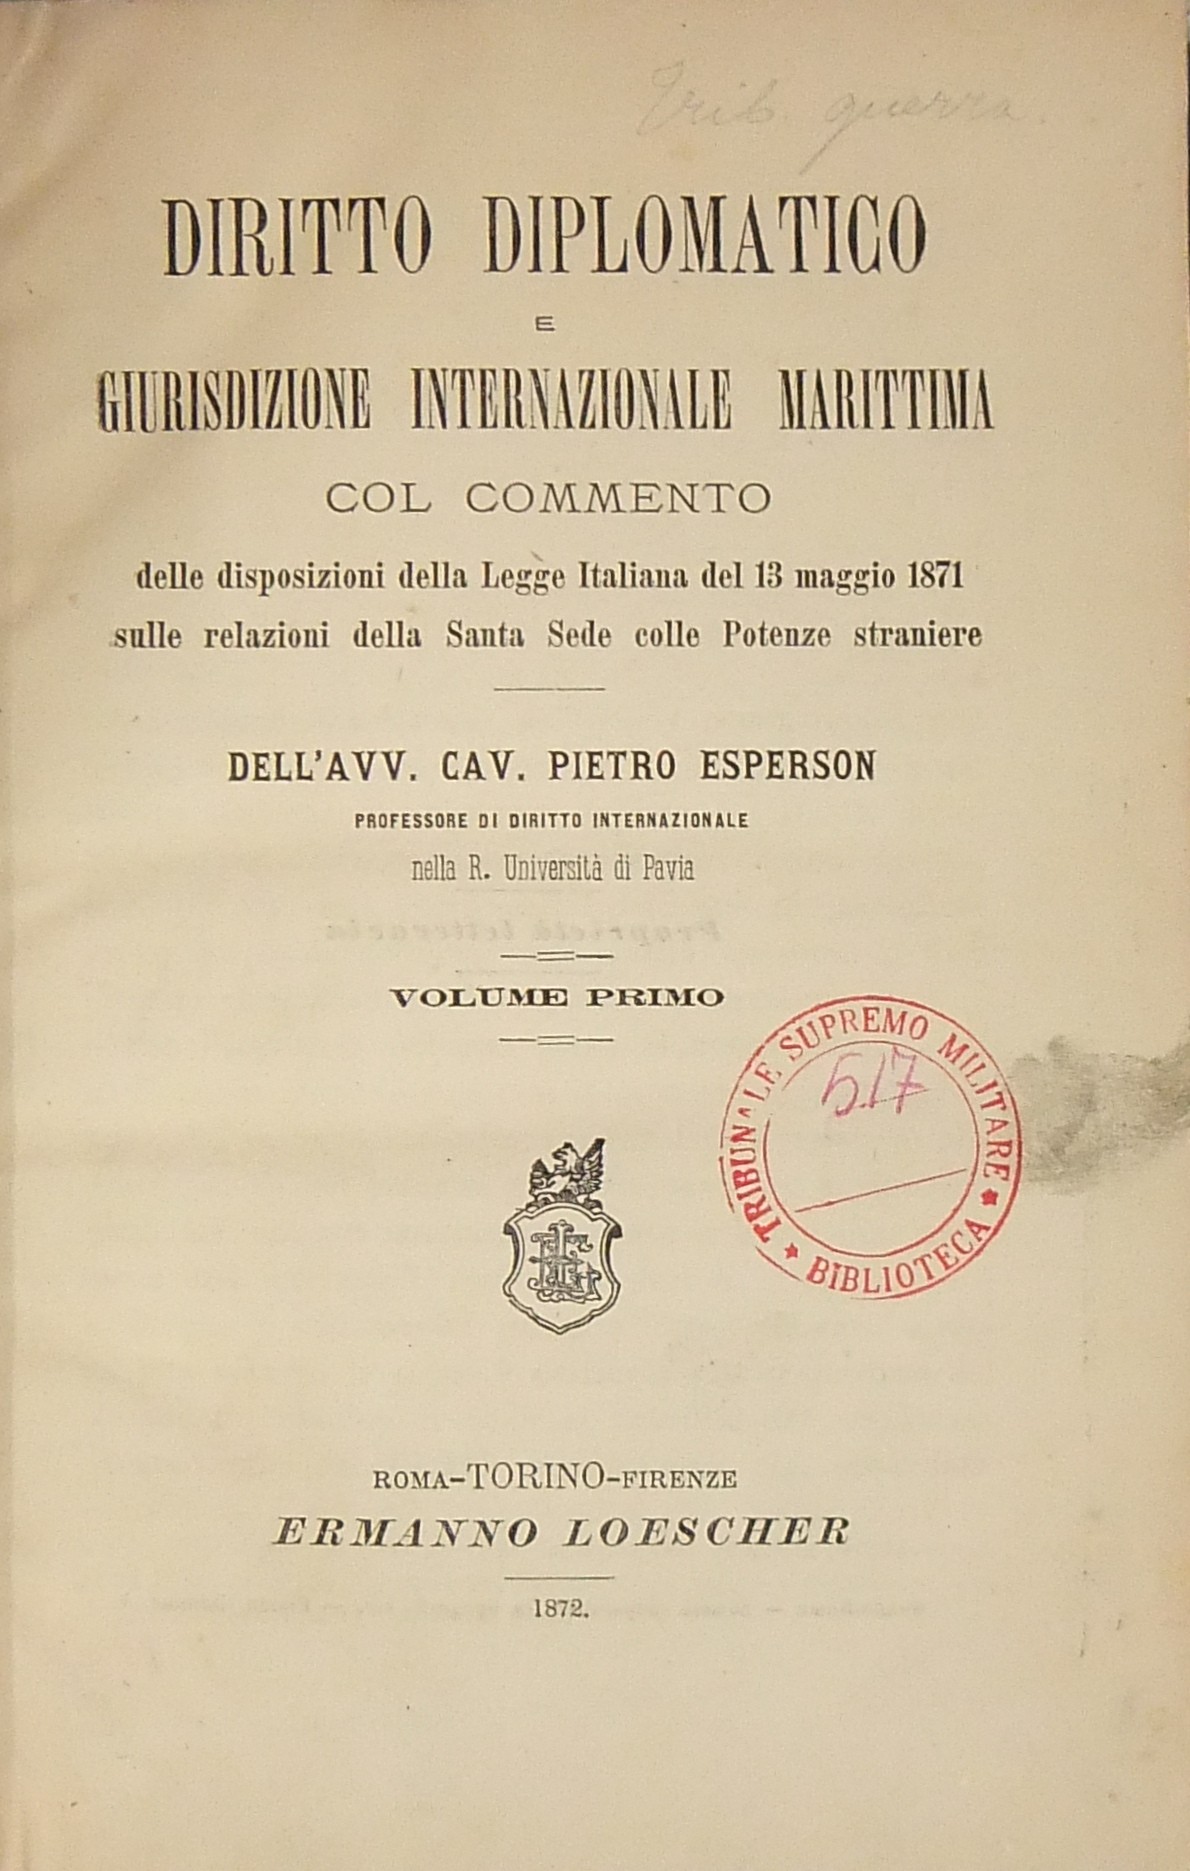 Trib. guerra.
DIRITTO DIPLOMATICO
E
GIURISDIZIONE INTERNAZIONALE MARITTIMA
COL COMMENTO
delle disposizioni della Legge Italiana del 13 maggio 1871
sulle relazioni della Santa Sede colle Potenze straniere
DELL'AVV. CAV. PIETRO ESPERSON
PROFESSORE DI DIRITTO INTERNAZIONALE
nella R. Università di Pavia
VOLUME PRIMO
TRIBUNALE SUPREMO MILITARE
517
BIBLIOTECA
ROMA-TORINO-FIRENZE
ERMANNO LOESCHER
1872.